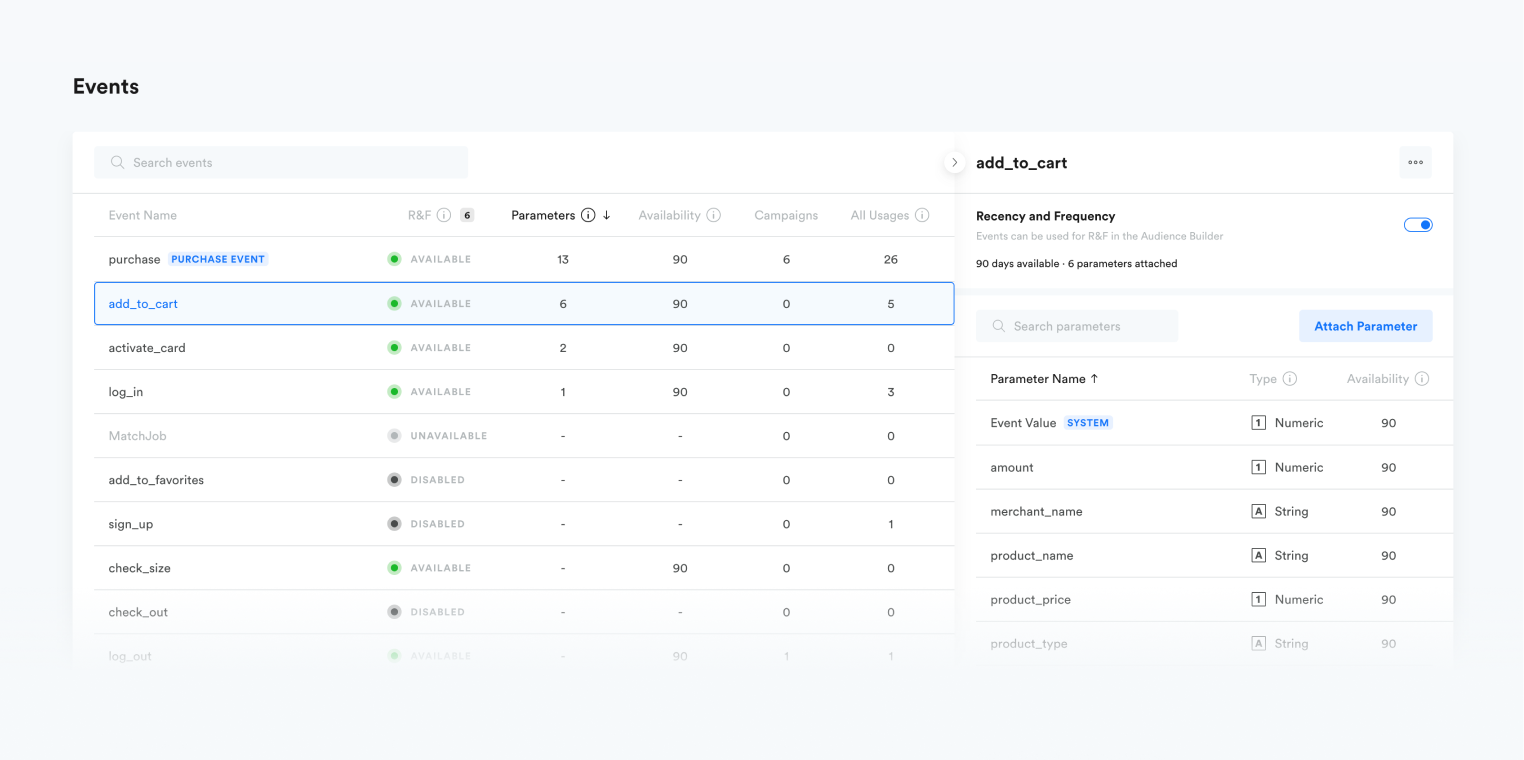 Events
Search events
Event Name R&F 6 Parameters ↓ Availability Campaigns All Usages
purchase PURCHASE EVENT AVAILABLE 13 90 6 26
add_to_cart AVAILABLE 6 90 0 5
activate_card AVAILABLE 2 90 0 0
log_in AVAILABLE 1 90 0 3
MatchJob UNAVAILABLE - - 0 0
add_to_favorites DISABLED - - 0 0
sign_up DISABLED - - 0 1
check_size AVAILABLE - 90 0 0
check_out DISABLED - - 0 0
log_out AVAILABLE - 90 1 1
add_to_cart
Recency and Frequency
Events can be used for R&F in the Audience Builder
90 days available · 6 parameters attached
Search parameters
Attach Parameter
Parameter Name ↑ Type Availability
Event Value SYSTEM 1 Numeric 90
amount 1 Numeric 90
merchant_name A String 90
product_name A String 90
product_price 1 Numeric 90
product_type A String 90